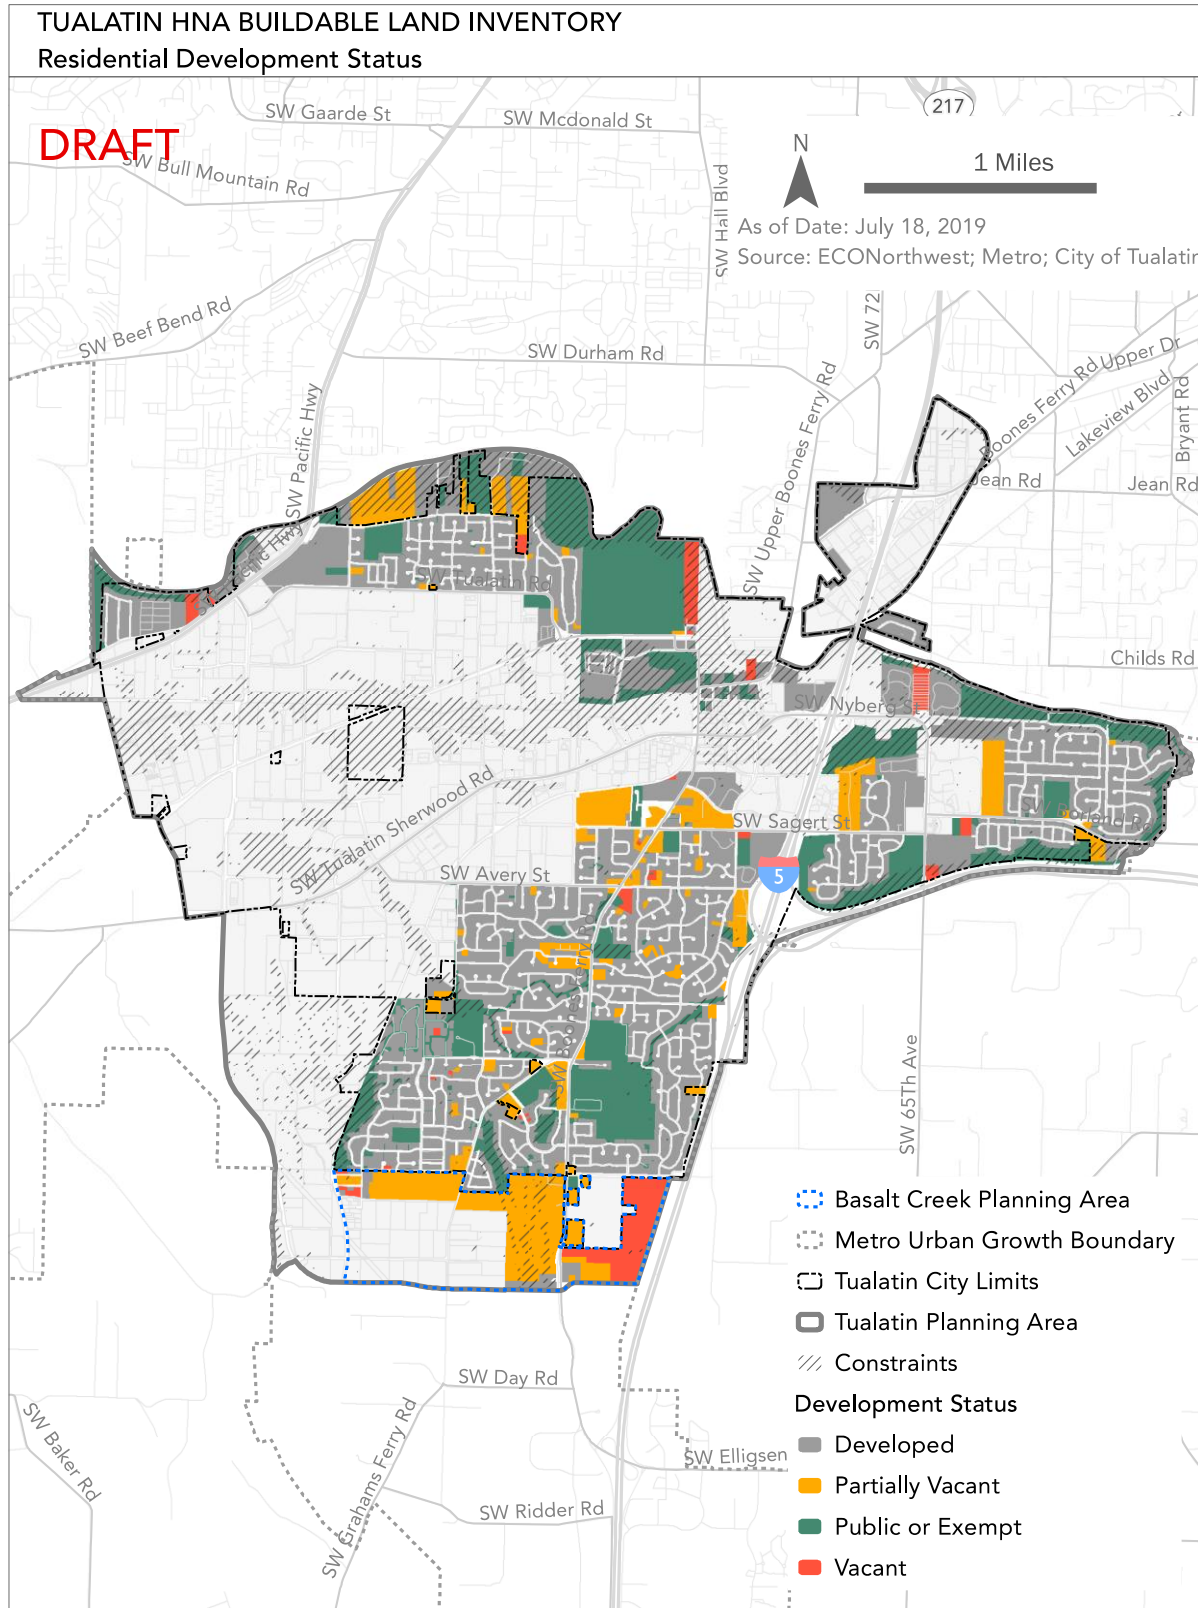 TUALATIN HNA BUILDABLE LAND INVENTORY
Residential Development Status
DRAFT
SW Gaarde St
SW Mcdonald St
217
SW Bull Mountain Rd
N
1 Miles
SW Hall Blvd
As of Date: July 18, 2019
Source: ECONorthwest; Metro; City of Tualatin
SW Beef Bend Rd
SW 72
SW Durham Rd
SW Upper Boones Ferry Rd
Boones Ferry Rd
Upper Dr
Lakeview Blvd
Bryant Rd
SW Pacific Hwy
Jean Rd
Jean Rd
SW Tualatin Rd
Childs Rd
SW Nyberg St
SW Tualatin Sherwood Rd
SW Sagert St
SW Avery St
5
SW Boones Ferry Rd
SW 65Th Ave
Basalt Creek Planning Area
Metro Urban Growth Boundary
Tualatin City Limits
Tualatin Planning Area
Constraints
Development Status
Developed
Partially Vacant
Public or Exempt
Vacant
SW Day Rd
SW Baker Rd
SW Grahams Ferry Rd
SW Elligsen
SW Ridder Rd